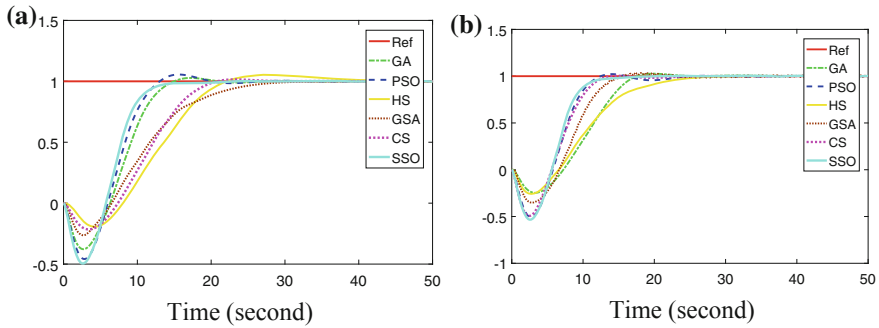 (a)
1.5
1
0.5
0
-0.5
0 10 20 30 40 50
Time (second)
Ref
GA
PSO
HS
GSA
CS
SSO
(b)
1.5
1
0.5
0
-0.5
-1
0 10 20 30 40 50
Time (second)
Ref
GA
PSO
HS
GSA
CS
SSO